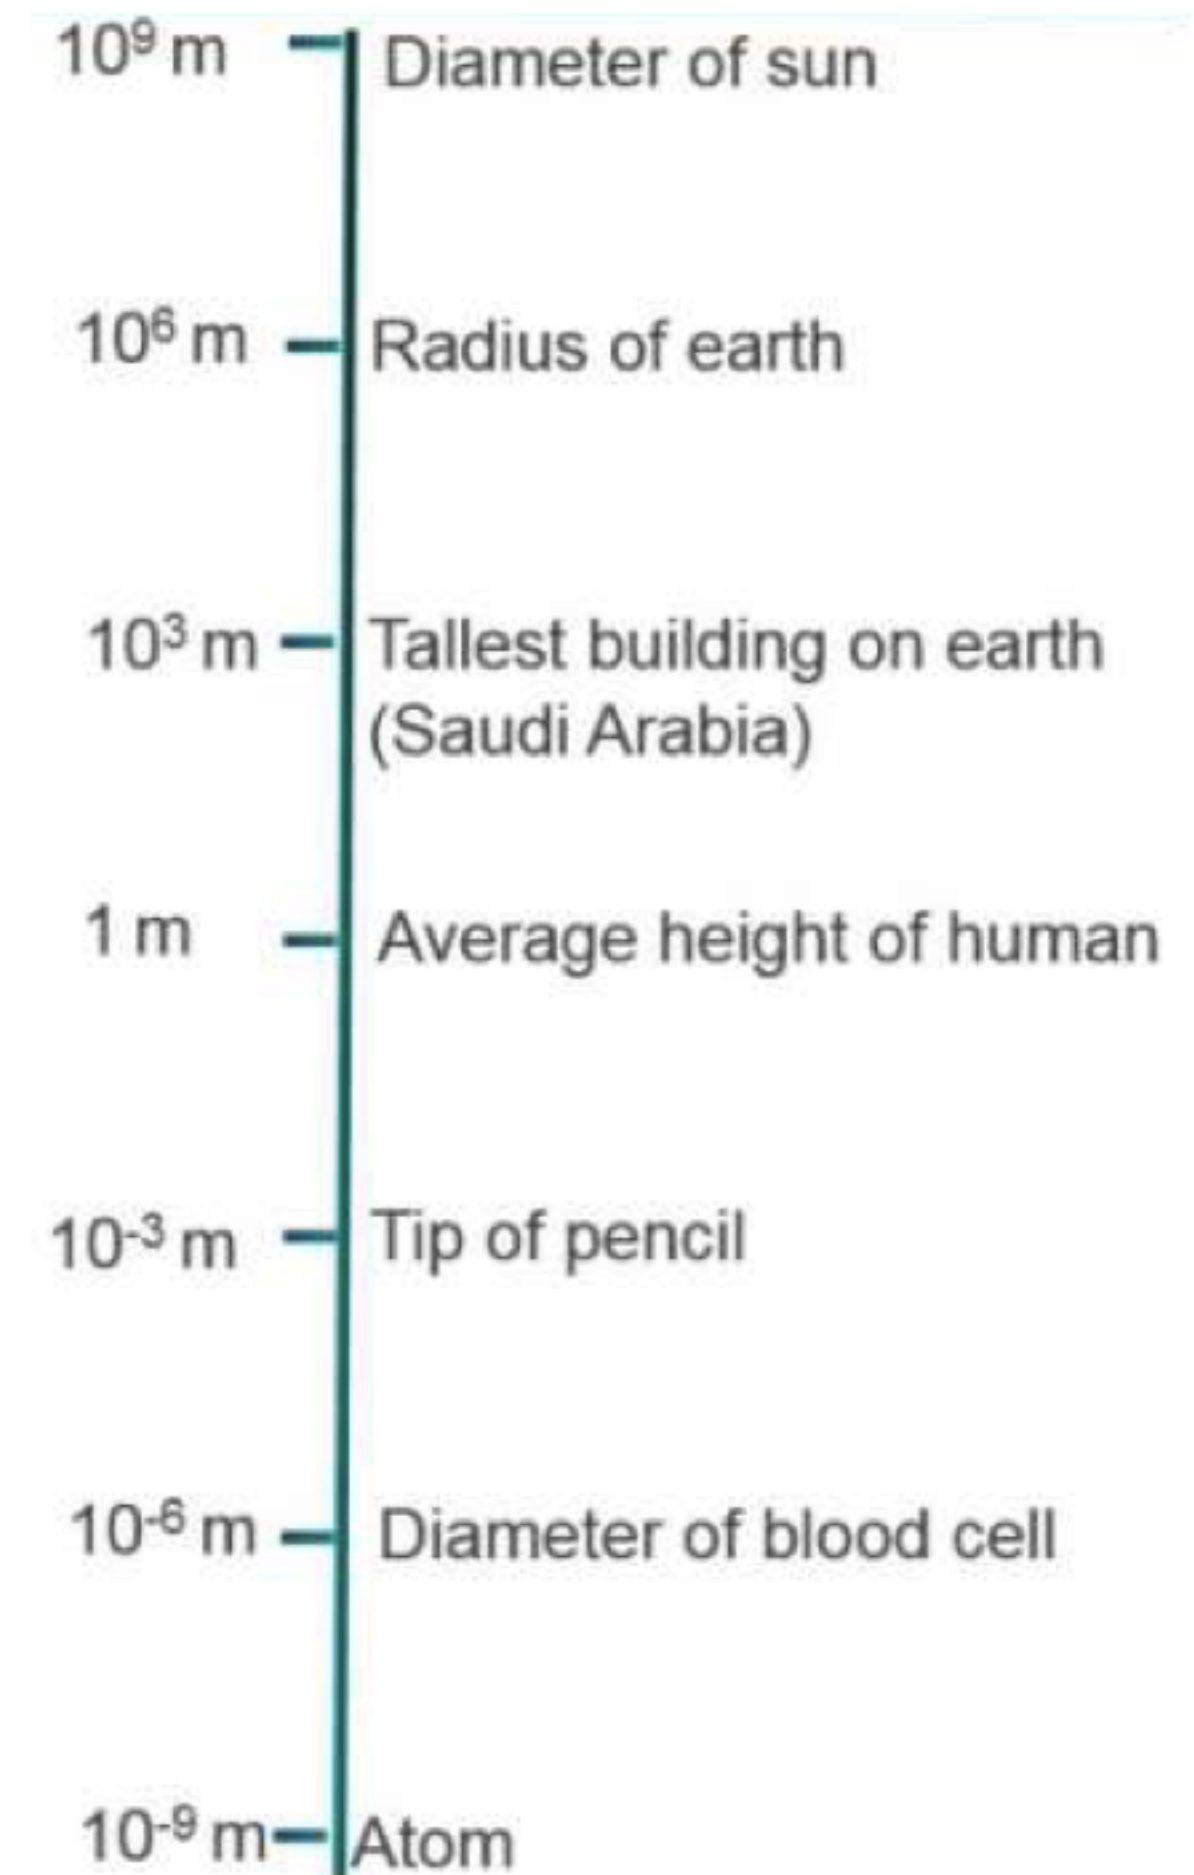 10⁹ m Diameter of sun
10⁶ m Radius of earth
10³ m Tallest building on earth
(Saudi Arabia)
1 m Average height of human
10⁻³ m Tip of pencil
10⁻⁶ m Diameter of blood cell
10⁻⁹ m Atom